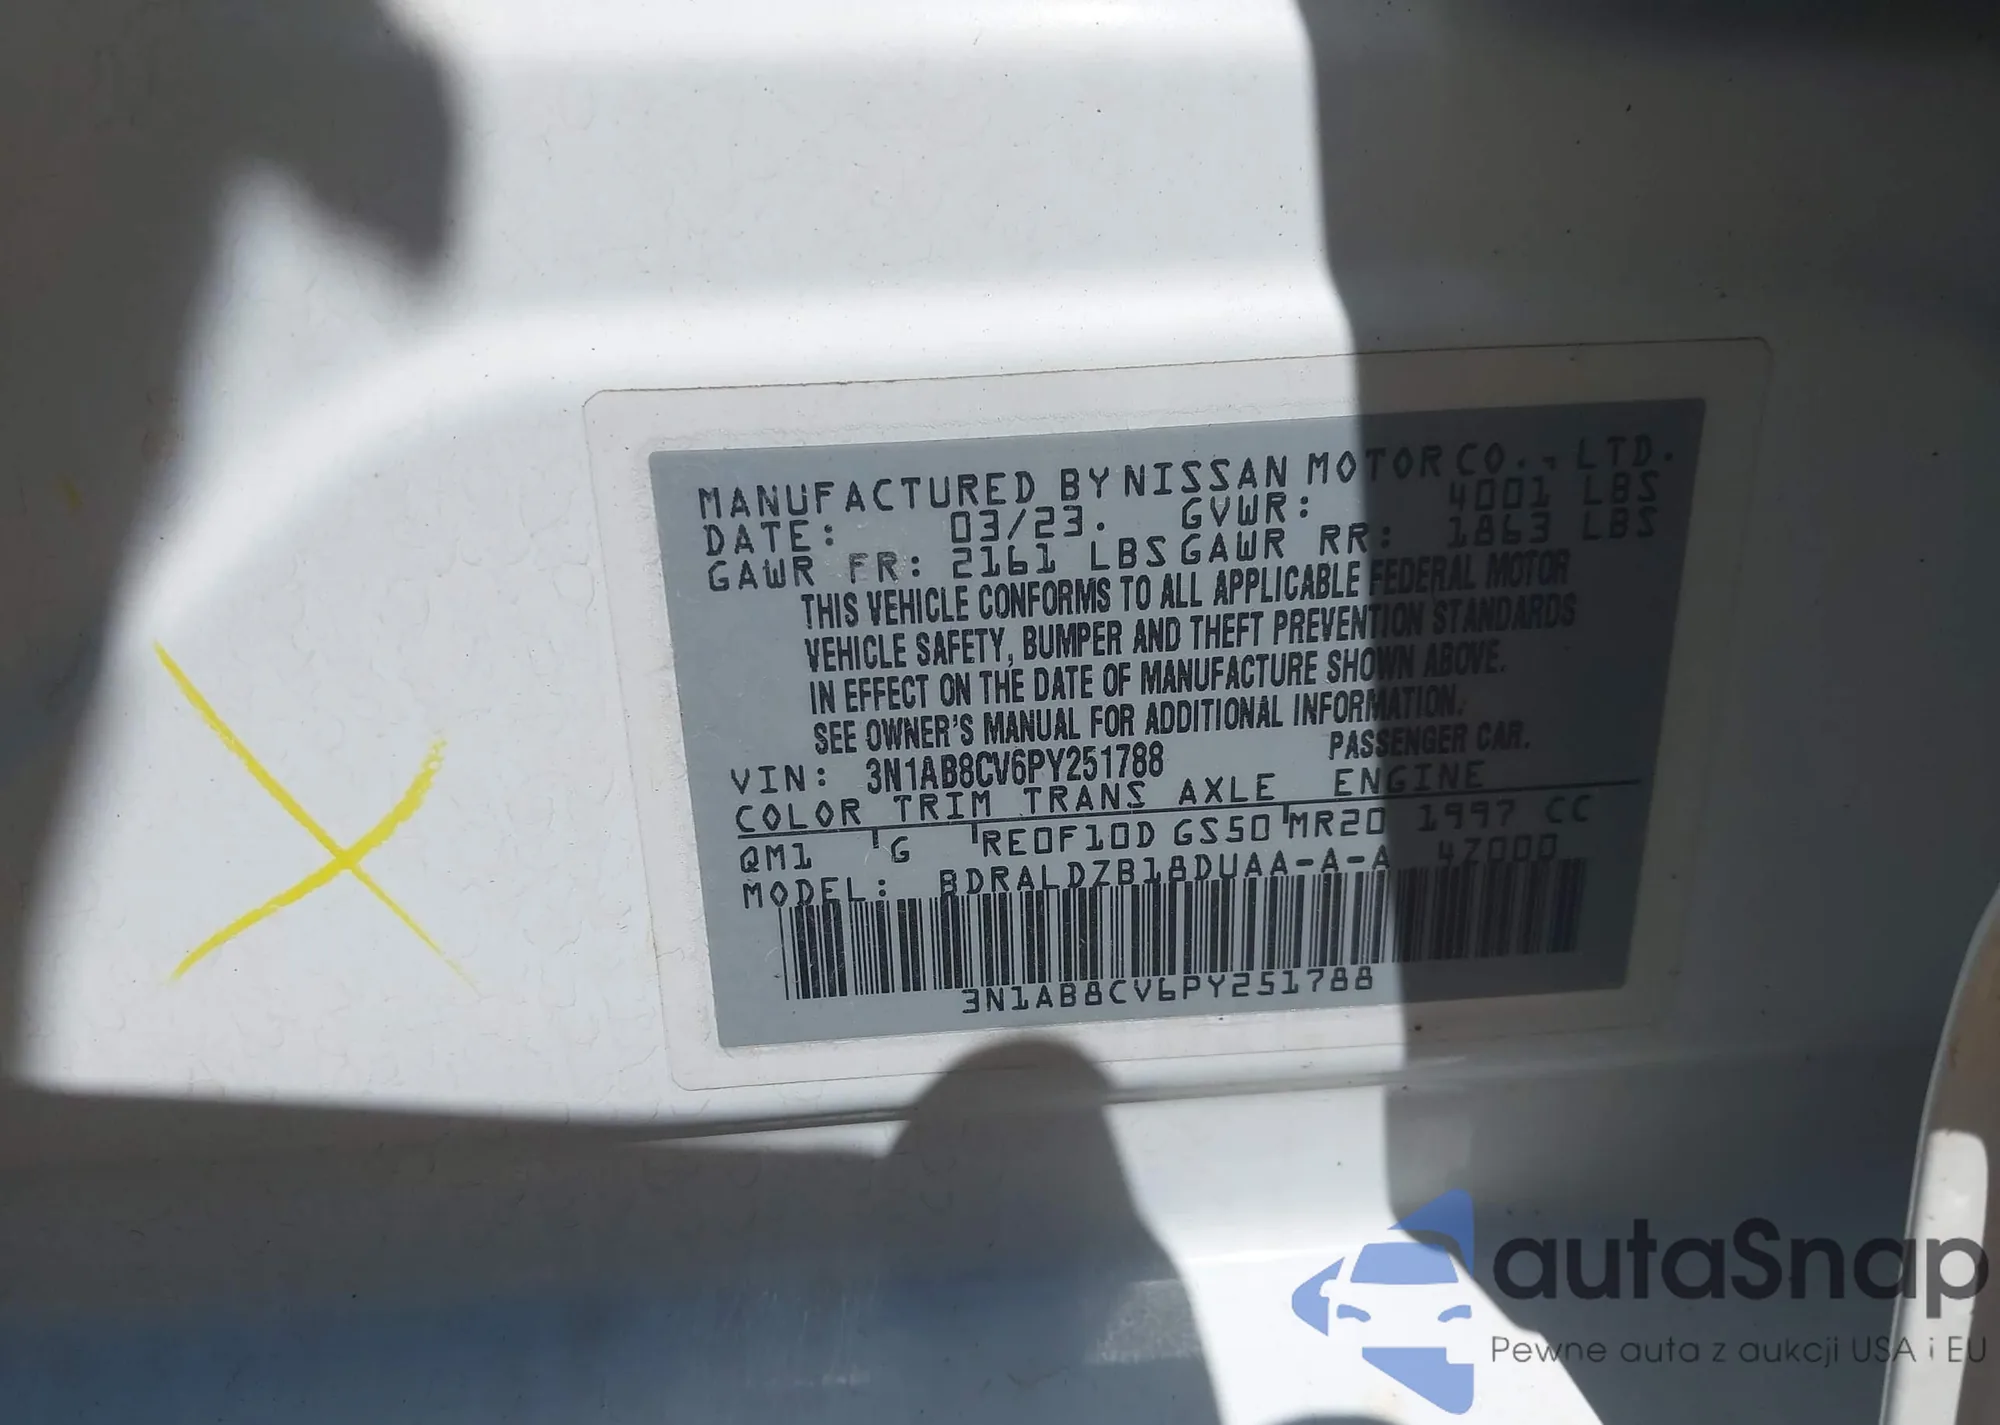 MANUFACTURED BY NISSAN MOTOR CO., LTD.
DATE: 03/23. GVWR: 4001 LBS
GAWR FR: 2161 LBS GAWR RR: 1863 LBS
THIS VEHICLE CONFORMS TO ALL APPLICABLE FEDERAL MOTOR
VEHICLE SAFETY, BUMPER AND THEFT PREVENTION STANDARDS
IN EFFECT ON THE DATE OF MANUFACTURE SHOWN ABOVE.
SEE OWNER'S MANUAL FOR ADDITIONAL INFORMATION.
VIN: 3N1AB8CV6PY251788 PASSENGER CAR.
COLOR TRIM TRANS AXLE ENGINE
QM1 G RE0F10D GS50 MR20 1997 CC
MODEL: BDRALDZB18DUAA-A-A 4Z000
3N1AB8CV6PY251788
autaSnap
Pewne auta z aukcji USA i EU